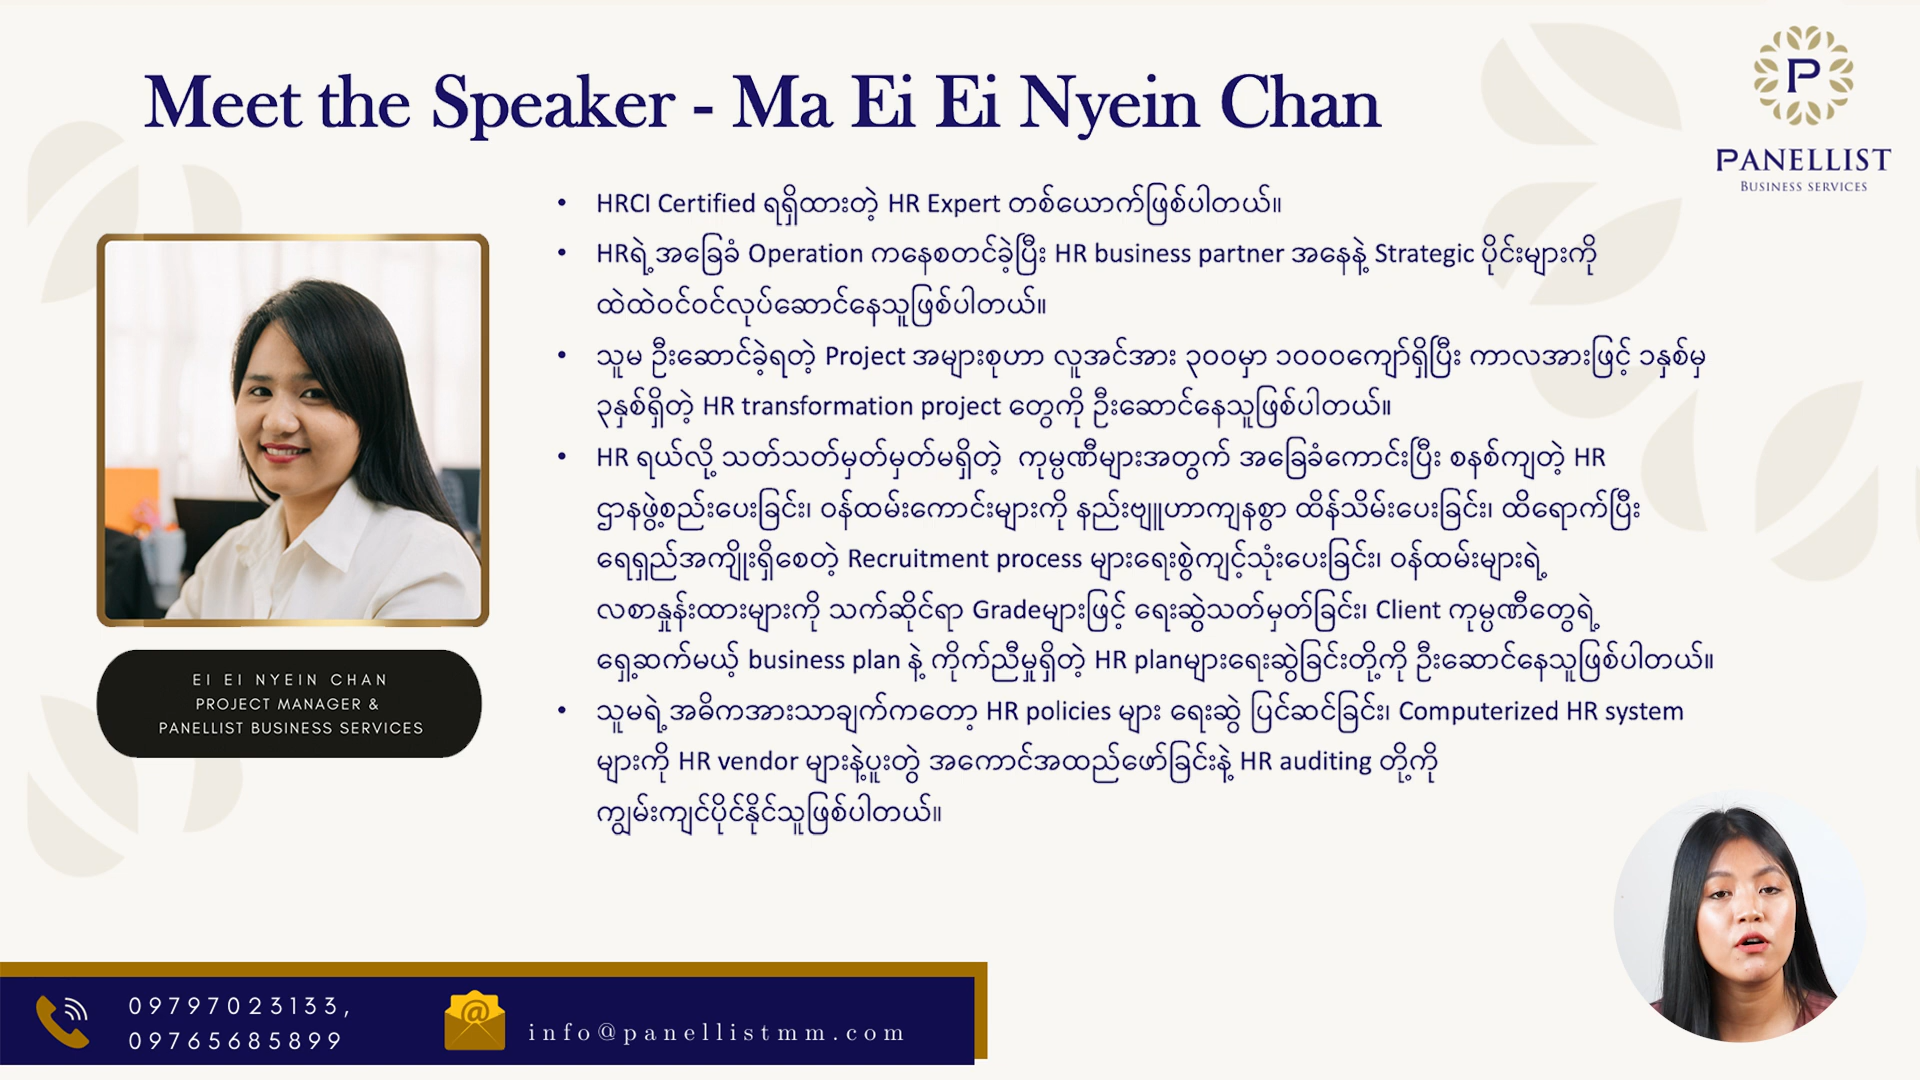 Meet the Speaker - Ma Ei Ei Nyein Chan
P
PANELLIST
BUSINESS SERVICES
• HRCI Certified ရရှိထားတဲ့ HR Expert တစ်ယောက်ဖြစ်ပါတယ်။
• HRရဲ့အခြေခံ Operation ကနေစတင်ခဲ့ပြီး HR business partner အနေနဲ့ Strategic ပိုင်းများကို
ထဲထဲဝင်ဝင်လုပ်ဆောင်နေသူဖြစ်ပါတယ်။
• သူမ ဦးဆောင်ခဲ့ရတဲ့ Project အများစုဟာ လူအင်အား ၃၀၀မှာ ၁၀၀၀ကျော်ရှိပြီး ကာလအားဖြင့် ၁နှစ်မှ
၃နှစ်ရှိတဲ့ HR transformation project တွေကို ဦးဆောင်နေသူဖြစ်ပါတယ်။
• HR ရယ်လို့ သတ်သတ်မှတ်မှတ်မရှိတဲ့ ကုမ္ပဏီများအတွက် အခြေခံကောင်းပြီး စနစ်ကျတဲ့ HR
ဌာနဖွဲ့စည်းပေးခြင်း၊ ဝန်ထမ်းကောင်းများကို နည်းဗျူဟာကျနစွာ ထိန်သိမ်းပေးခြင်း၊ ထိရောက်ပြီး
ရေရှည်အကျိုးရှိစေတဲ့ Recruitment process များရေးစွဲကျင့်သုံးပေးခြင်း၊ ဝန်ထမ်းများရဲ့
လစာနှုန်းထားများကို သက်ဆိုင်ရာ Gradeများဖြင့် ရေးဆွဲသတ်မှတ်ခြင်း၊ Client ကုမ္ပဏီတွေရဲ့
ရှေ့ဆက်မယ့် business plan နဲ့ ကိုက်ညီမှုရှိတဲ့ HR planများရေးဆွဲခြင်းတို့ကို ဦးဆောင်နေသူဖြစ်ပါတယ်။
• သူမရဲ့အဓိကအားသာချက်ကတော့ HR policies များ ရေးဆွဲ ပြင်ဆင်ခြင်း၊ Computerized HR system
များကို HR vendor များနဲ့ပူးတွဲ အကောင်အထည်ဖော်ခြင်းနဲ့ HR auditing တို့ကို
ကျွမ်းကျင်ပိုင်နိုင်သူဖြစ်ပါတယ်။
EI EI NYEIN CHAN
PROJECT MANAGER &
PANELLIST BUSINESS SERVICES
09797023133,
09765685899
info@panellistmm.com